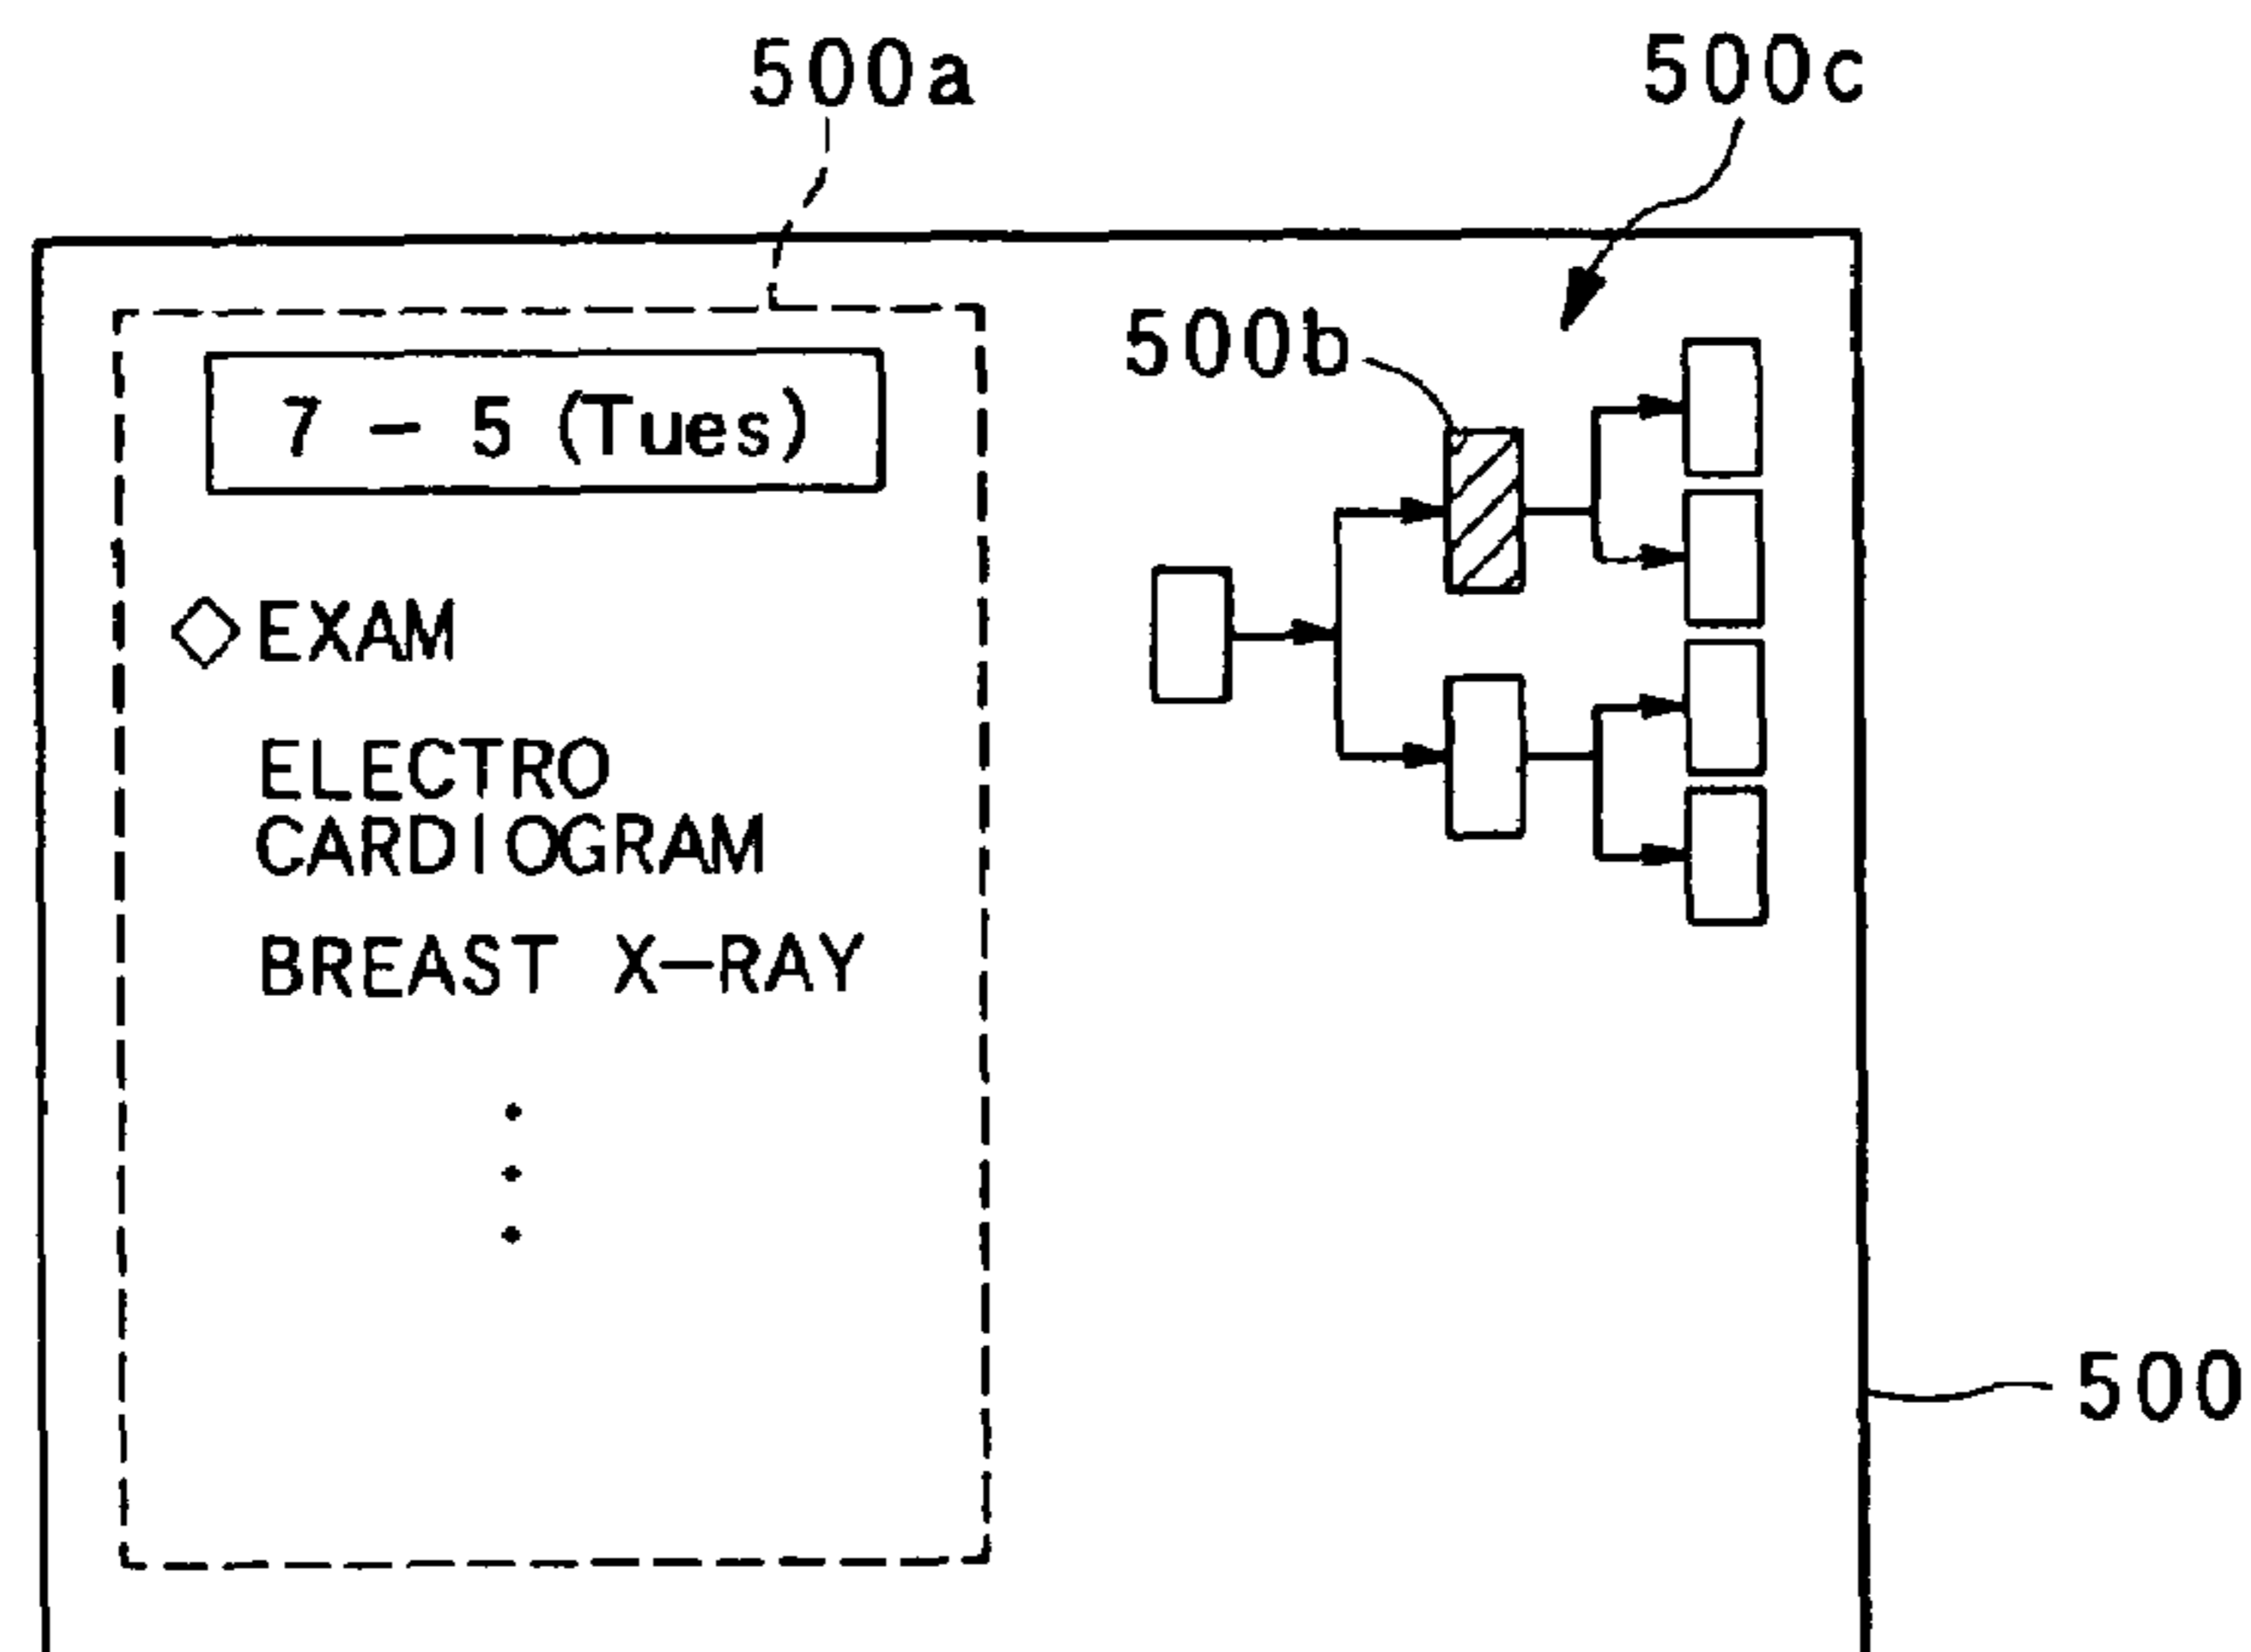 500a
500c
500b
7 - 5 (Tues)
◇ EXAM
ELECTRO
CARDIOGRAM
BREAST X-RAY
500